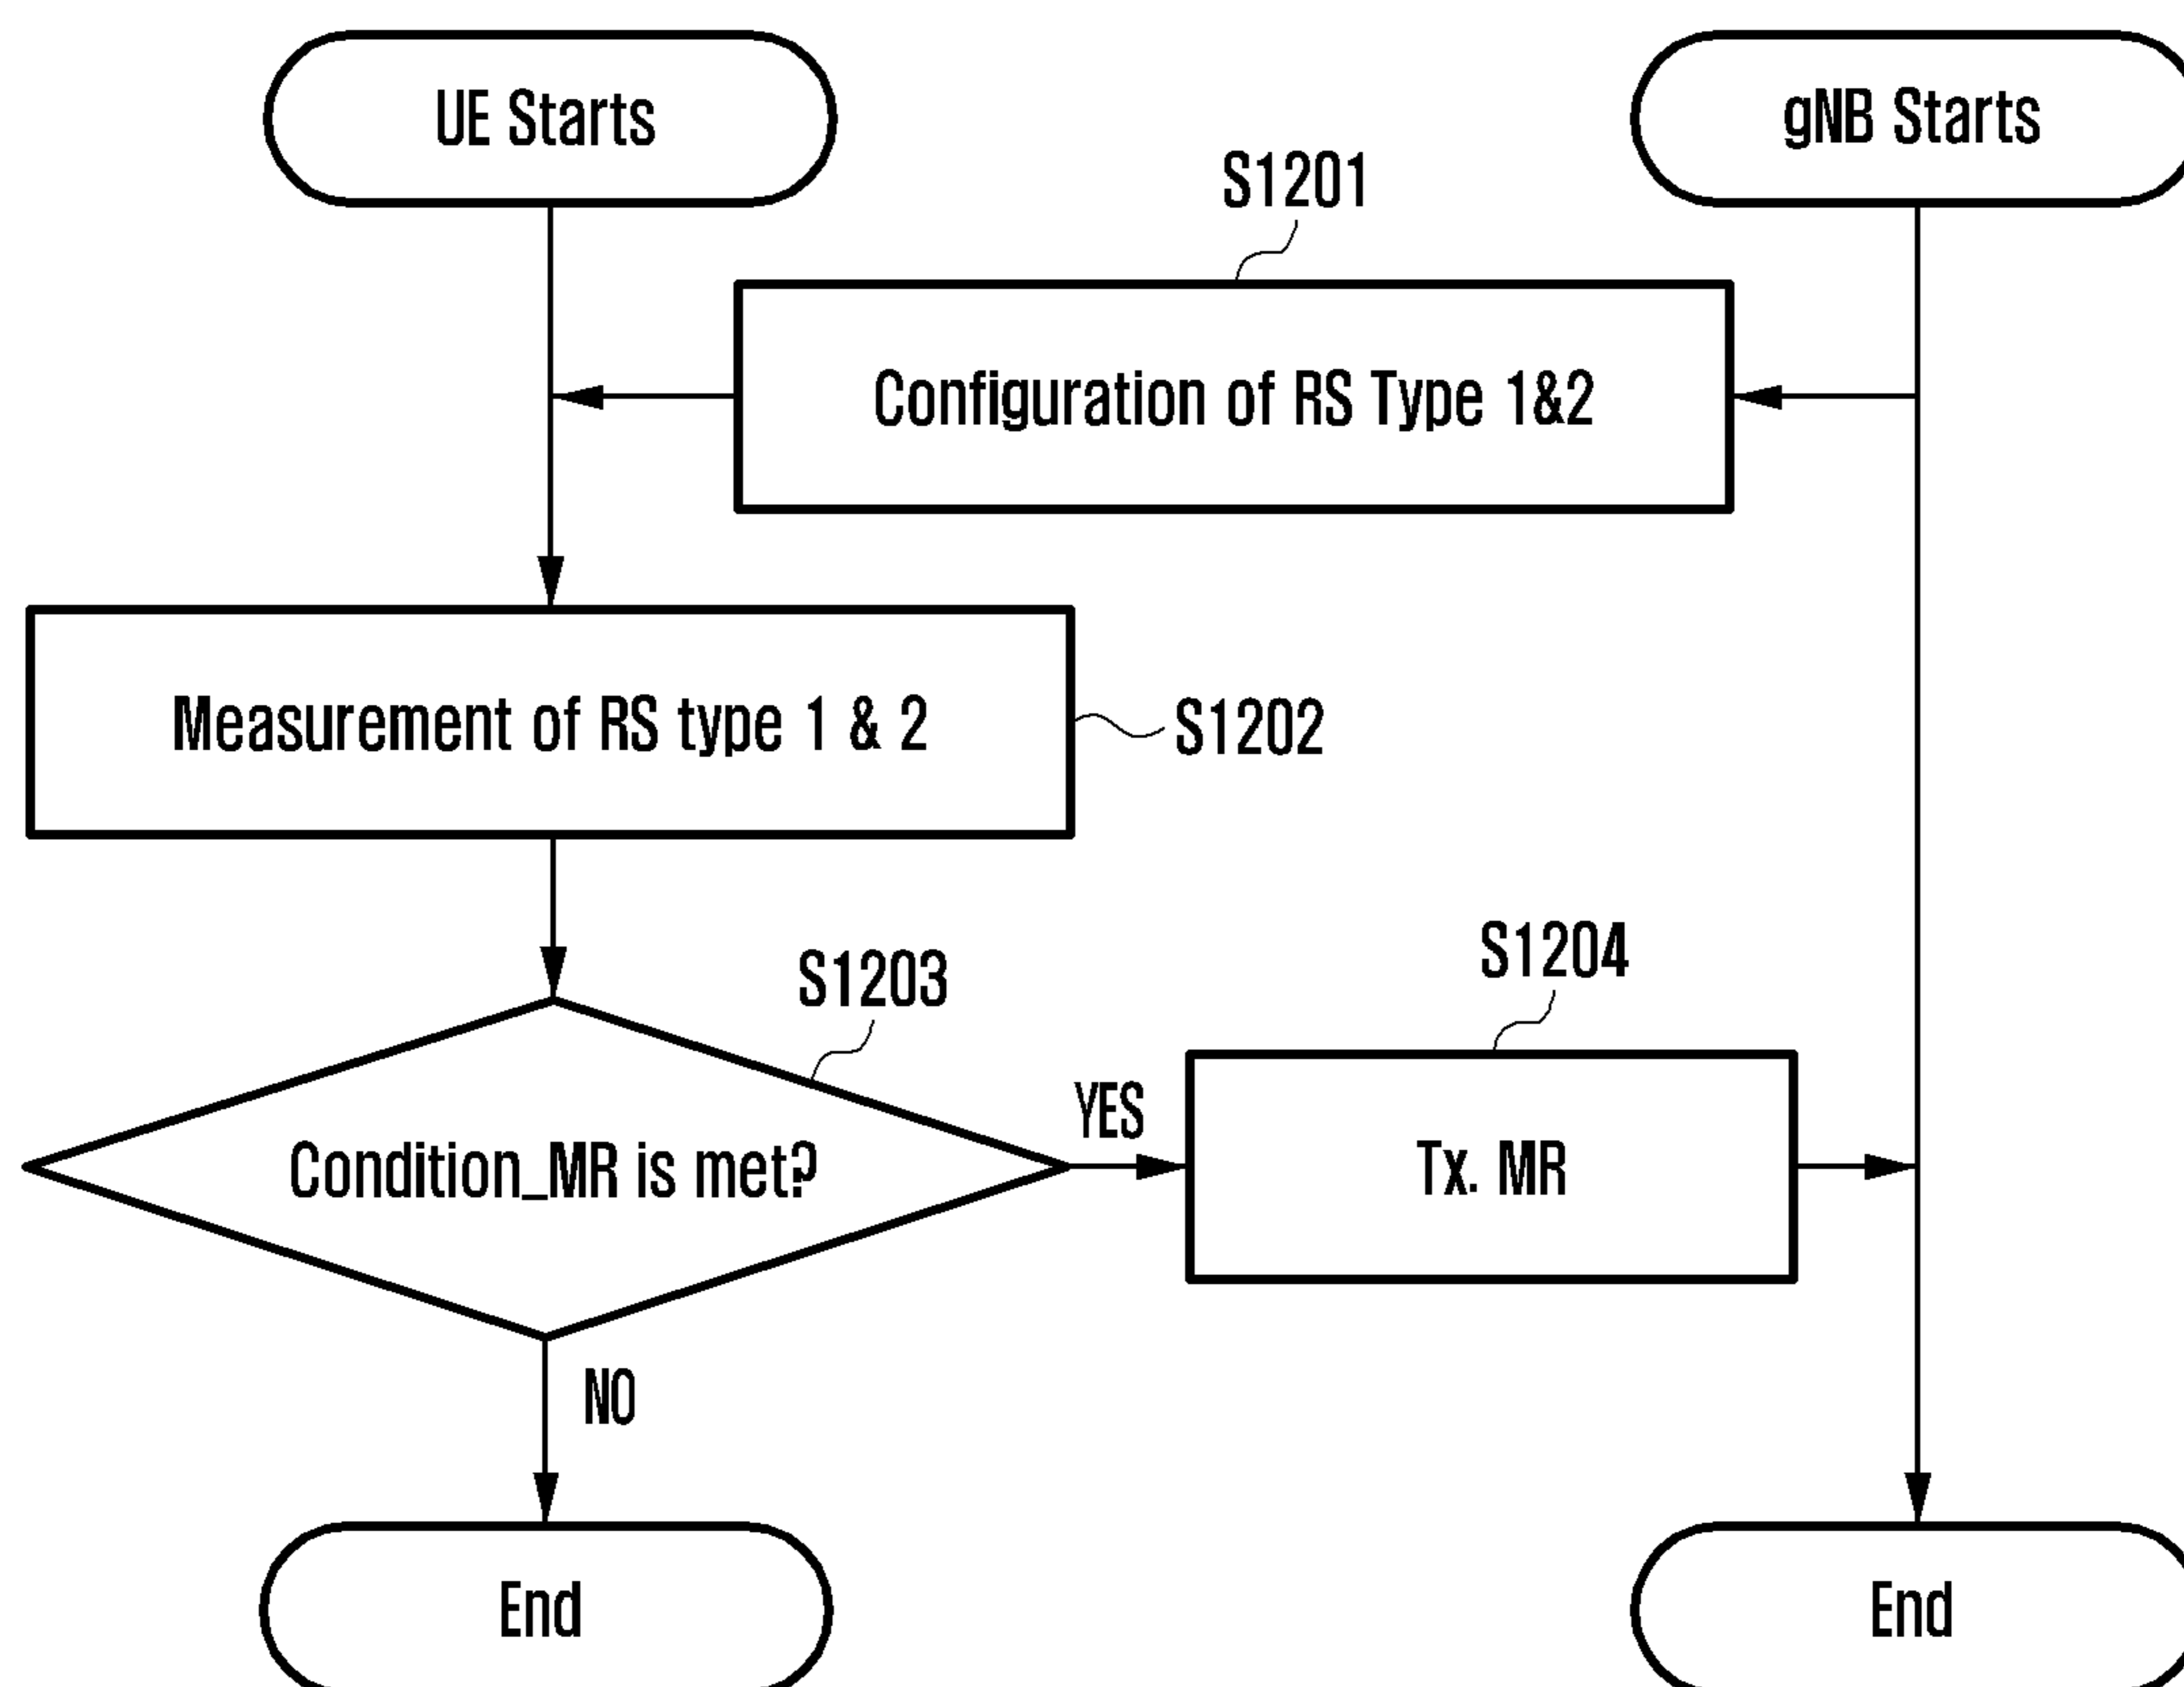 UE Starts
gNB Starts
S1201
Configuration of RS Type 1&2
Measurement of RS type 1 & 2
S1202
S1203
S1204
YES
Condition_MR is met?
Tx. MR
NO
End
End